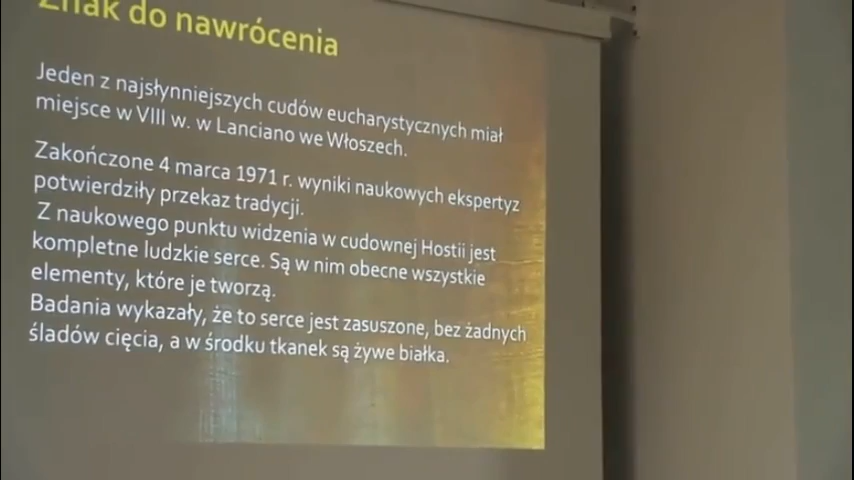 Znak do nawrócenia
Jeden z najsłynniejszych cudów eucharystycznych miał
miejsce w VIII w. w Lanciano we Włoszech.
Zakończone 4 marca 1971 r. wyniki naukowych ekspertyz
potwierdziły przekaz tradycji.
Z naukowego punktu widzenia w cudownej Hostii jest
kompletne ludzkie serce. Są w nim obecne wszystkie
elementy, które je tworzą.
Badania wykazały, że to serce jest zasuszone, bez żadnych
śladów cięcia, a w środku tkanek są żywe białka.